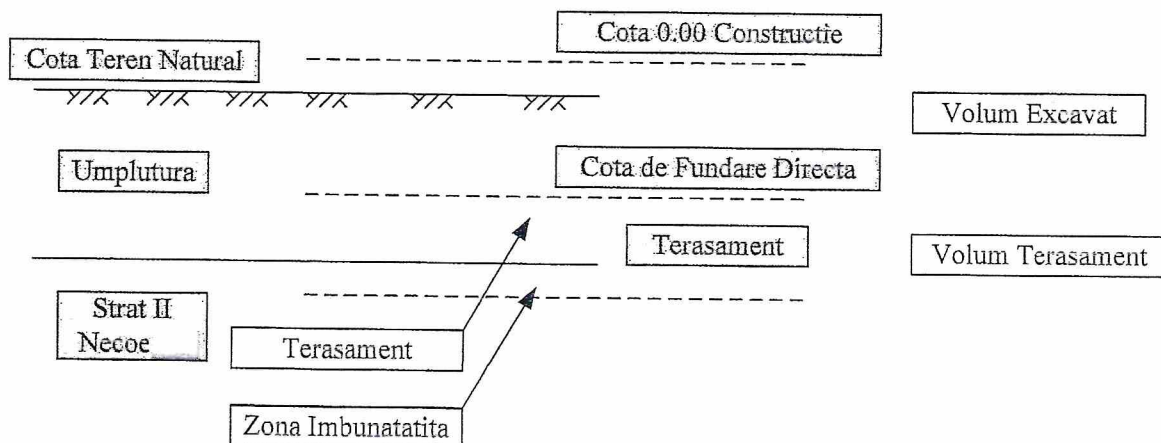 Cota 0.00 Constructie
Cota Teren Natural
Volum Excavat
Umplutura
Cota de Fundare Directa
Terasament
Volum Terasament
Strat II
Necoe
Terasament
Zona Imbunatatita